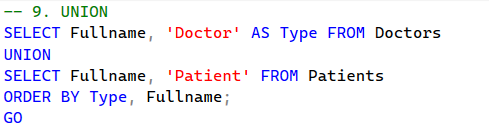 -- 9. UNION
SELECT Fullname, 'Doctor' AS Type FROM Doctors
UNION
SELECT Fullname, 'Patient' FROM Patients
ORDER BY Type, Fullname;
GO